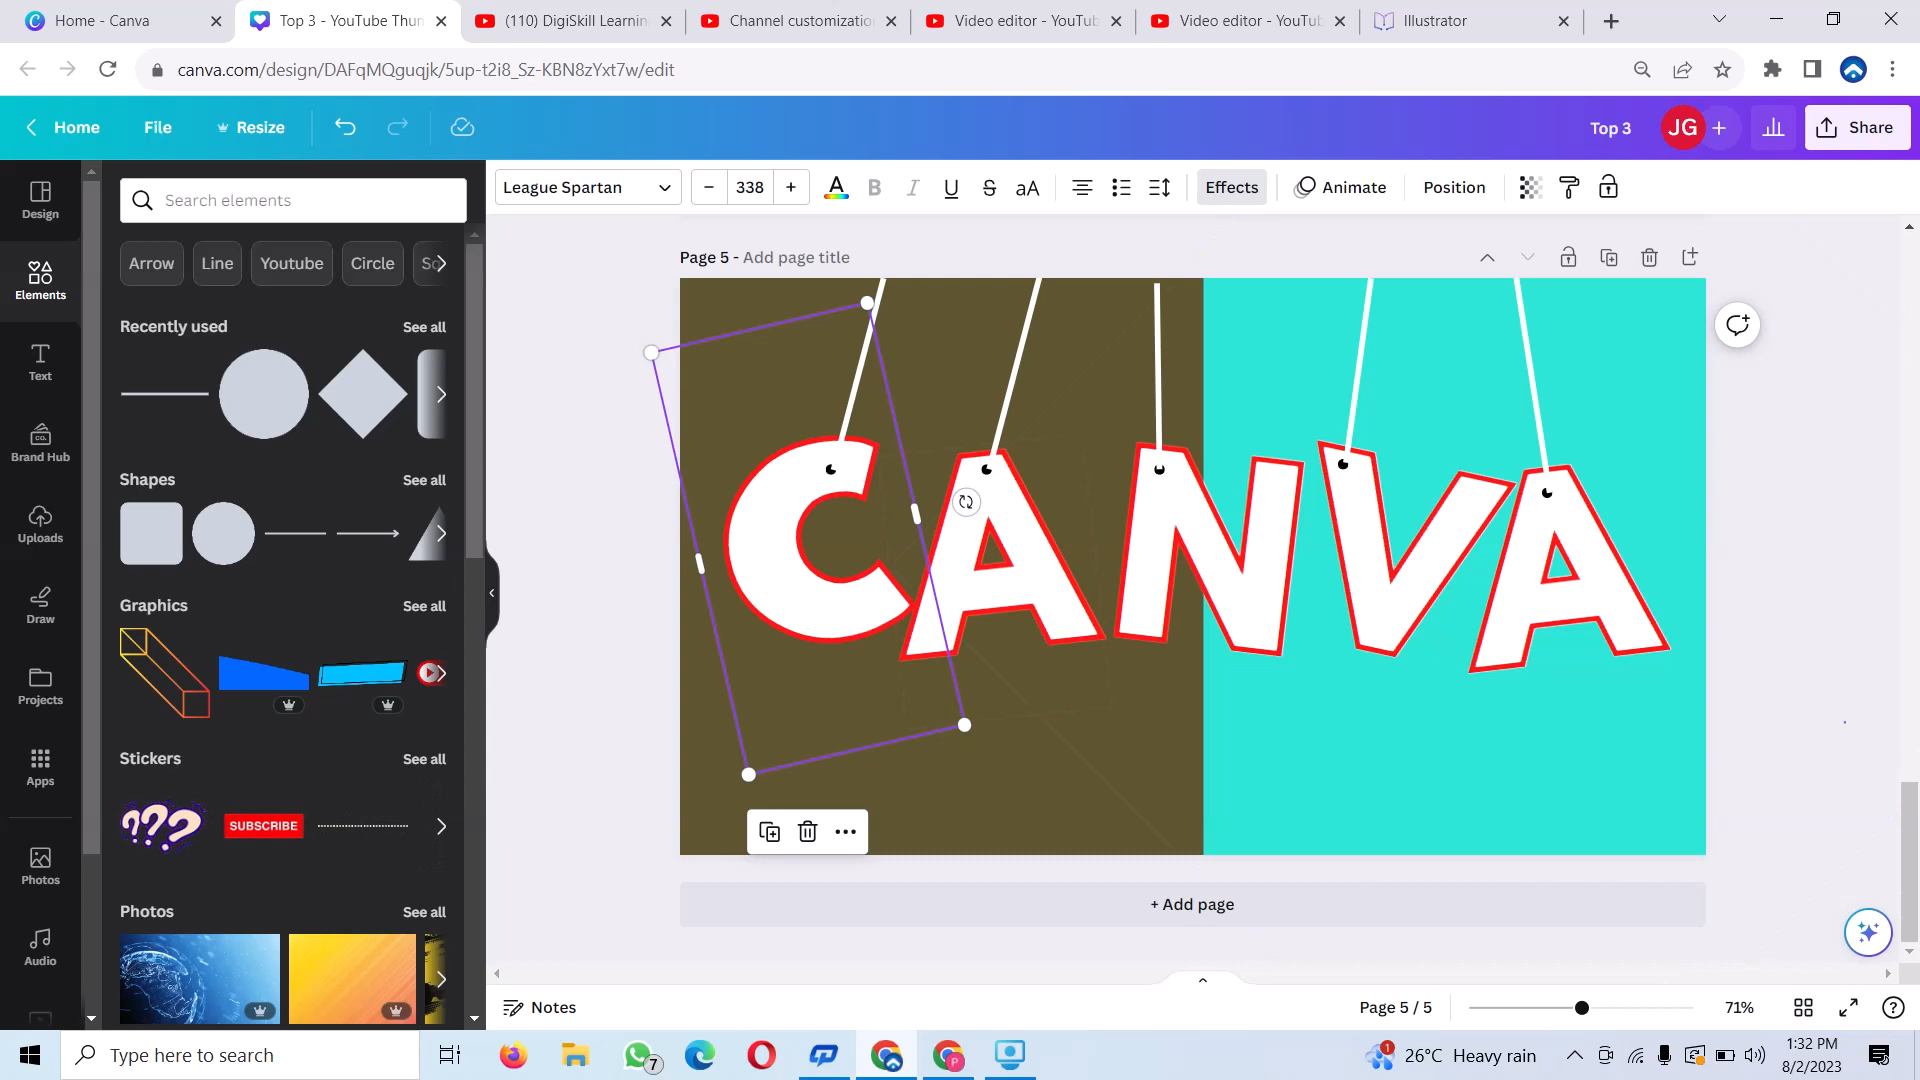 Home - Canva
Top 3 - YouTube Thun
(110) DigiSkill Learnin
Channel customizatio
Video editor - YouTub
Video editor - YouTub
Illustrator
canva.com/design/DAFqMQguqjk/5up-t2i8_Sz-KBN8zYxt7w/edit
Home
File
Resize
Top 3
JG
Share
Search elements
League Spartan
338
A
B
I
U
S
aA
Effects
Animate
Position
Design
Elements
Text
Brand Hub
Uploads
Draw
Projects
Apps
Photos
Audio
Arrow
Line
Youtube
Circle
Recently used
See all
Shapes
See all
Graphics
See all
Stickers
See all
???
SUBSCRIBE
Photos
See all
Page 5 - Add page title
CANVA
+ Add page
Notes
Page 5 / 5
71%
Type here to search
7
P
1
26°C Heavy rain
1:32 PM
8/2/2023